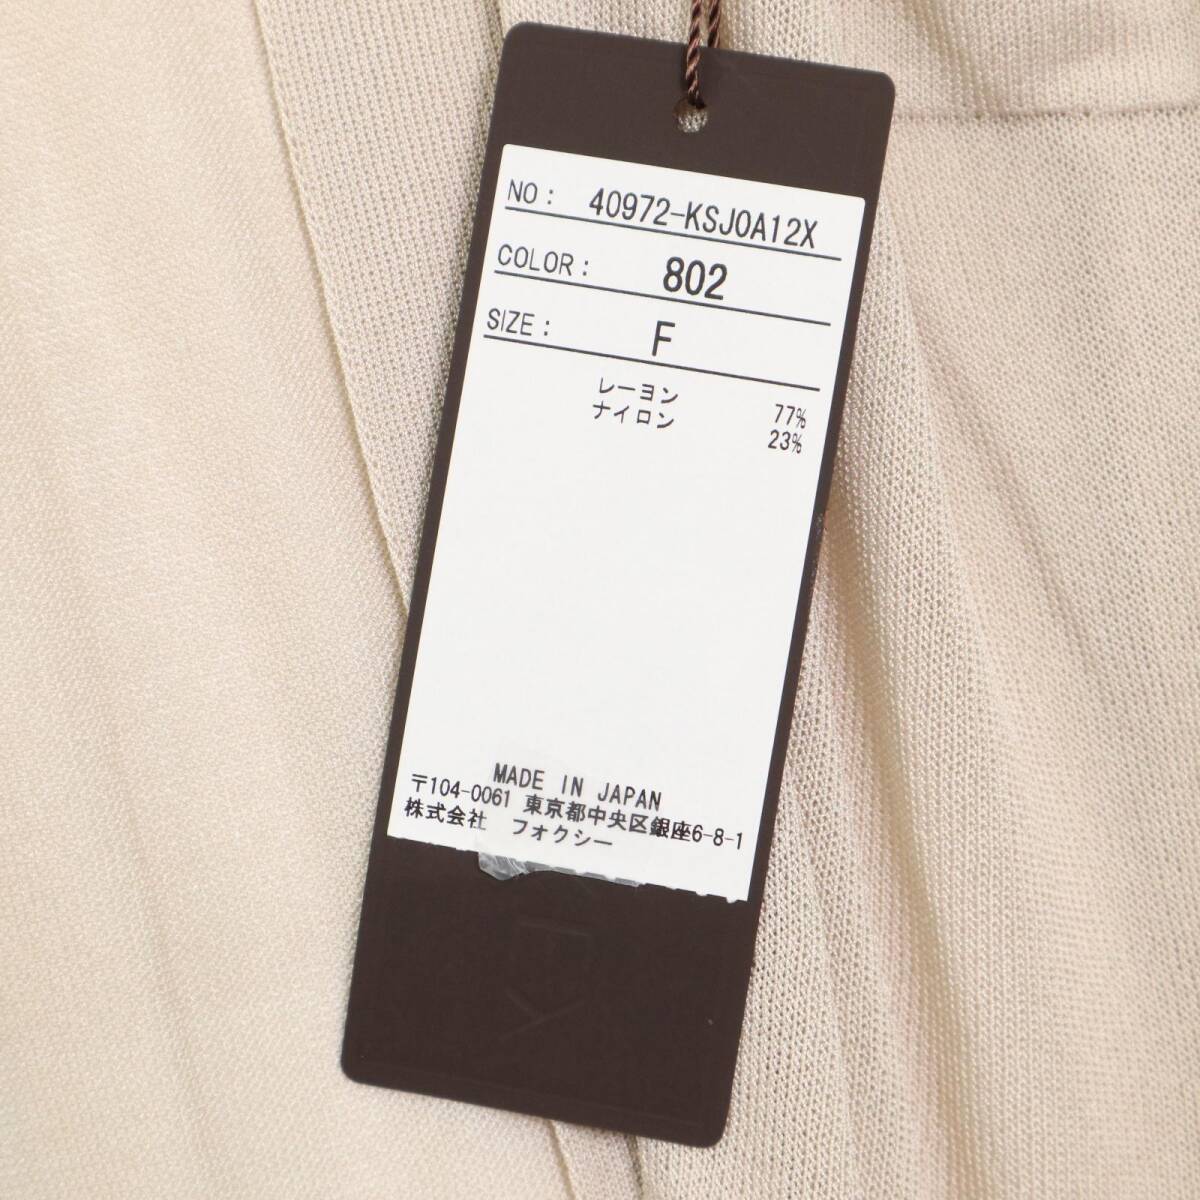 NO: 40972-KSJ0A12X
COLOR: 802
SIZE: F
レーヨン 77%
ナイロン 23%
MADE IN JAPAN
〒104-0061 東京都中央区銀座6-8-1
株式会社 フォクシー